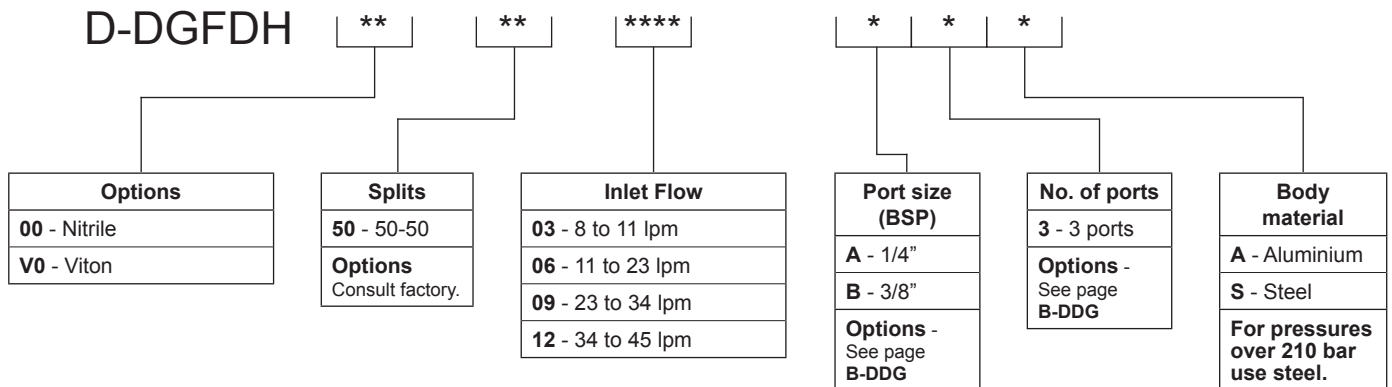 D-DGFDH ** ** **** * * *
Options
00 - Nitrile
V0 - Viton
Splits
50 - 50-50
Options
Consult factory.
Inlet Flow
03 - 8 to 11 lpm
06 - 11 to 23 lpm
09 - 23 to 34 lpm
12 - 34 to 45 lpm
Port size
(BSP)
A - 1/4”
B - 3/8”
Options -
See page
B-DDG
No. of ports
3 - 3 ports
Options -
See page
B-DDG
Body
material
A - Aluminium
S - Steel
For pressures
over 210 bar
use steel.